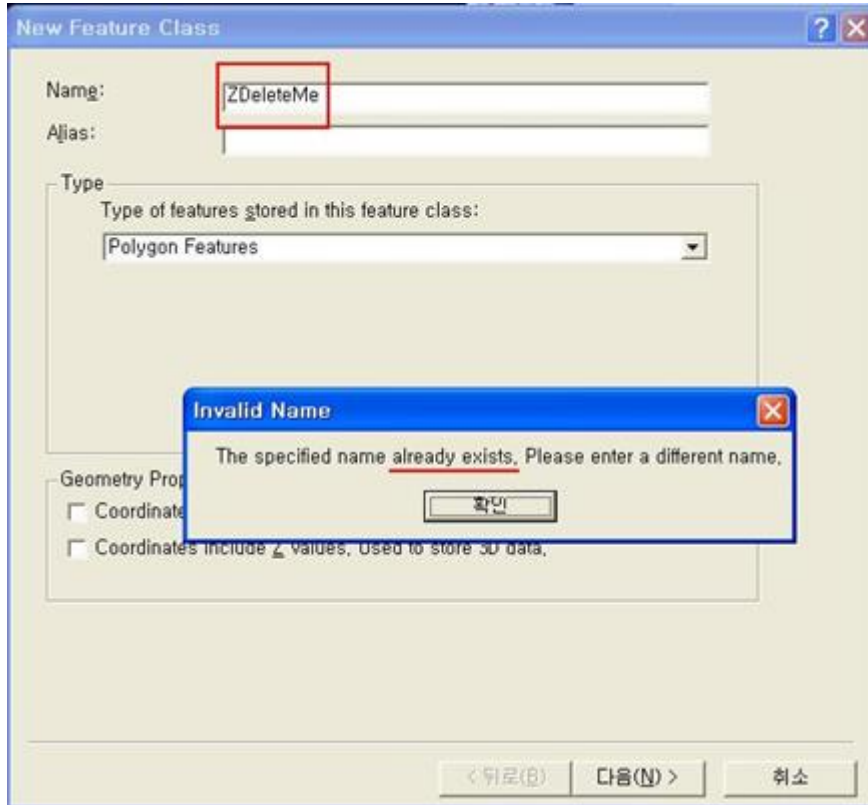 New Feature Class
Name:
ZDeleteMe
Alias:
Type
Type of features stored in this feature class:
Polygon Features
Invalid Name
The specified name already exists. Please enter a different name.
확인
Geometry Prop
Coordinate
Coordinates include Z values. Used to store 3D data.
< 뒤로(B)
다음(N) >
취소